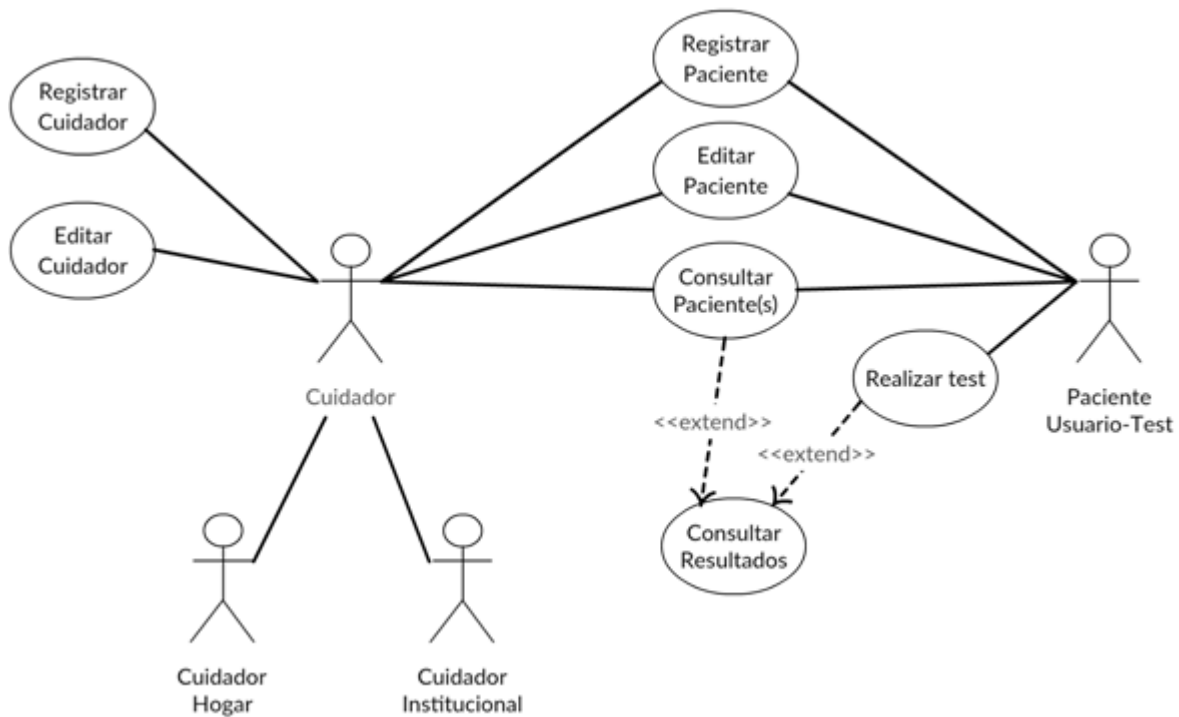 Registrar
Paciente
Registrar
Cuidador
Editar
Paciente
Editar
Cuidador
Consultar
Paciente(s)
Realizar test
Cuidador
Paciente
Usuario-Test
<<extend>>
<<extend>>
Consultar
Resultados
Cuidador
Hogar
Cuidador
Institucional